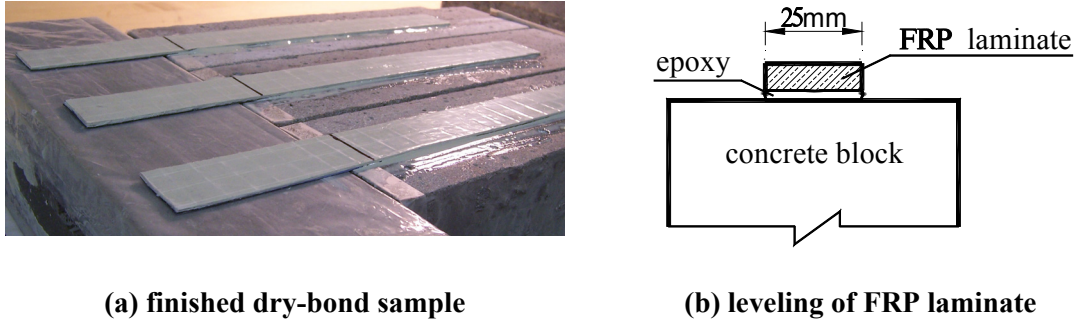 25mm
FRP laminate
epoxy
concrete block
(a) finished dry-bond sample
(b) leveling of FRP laminate